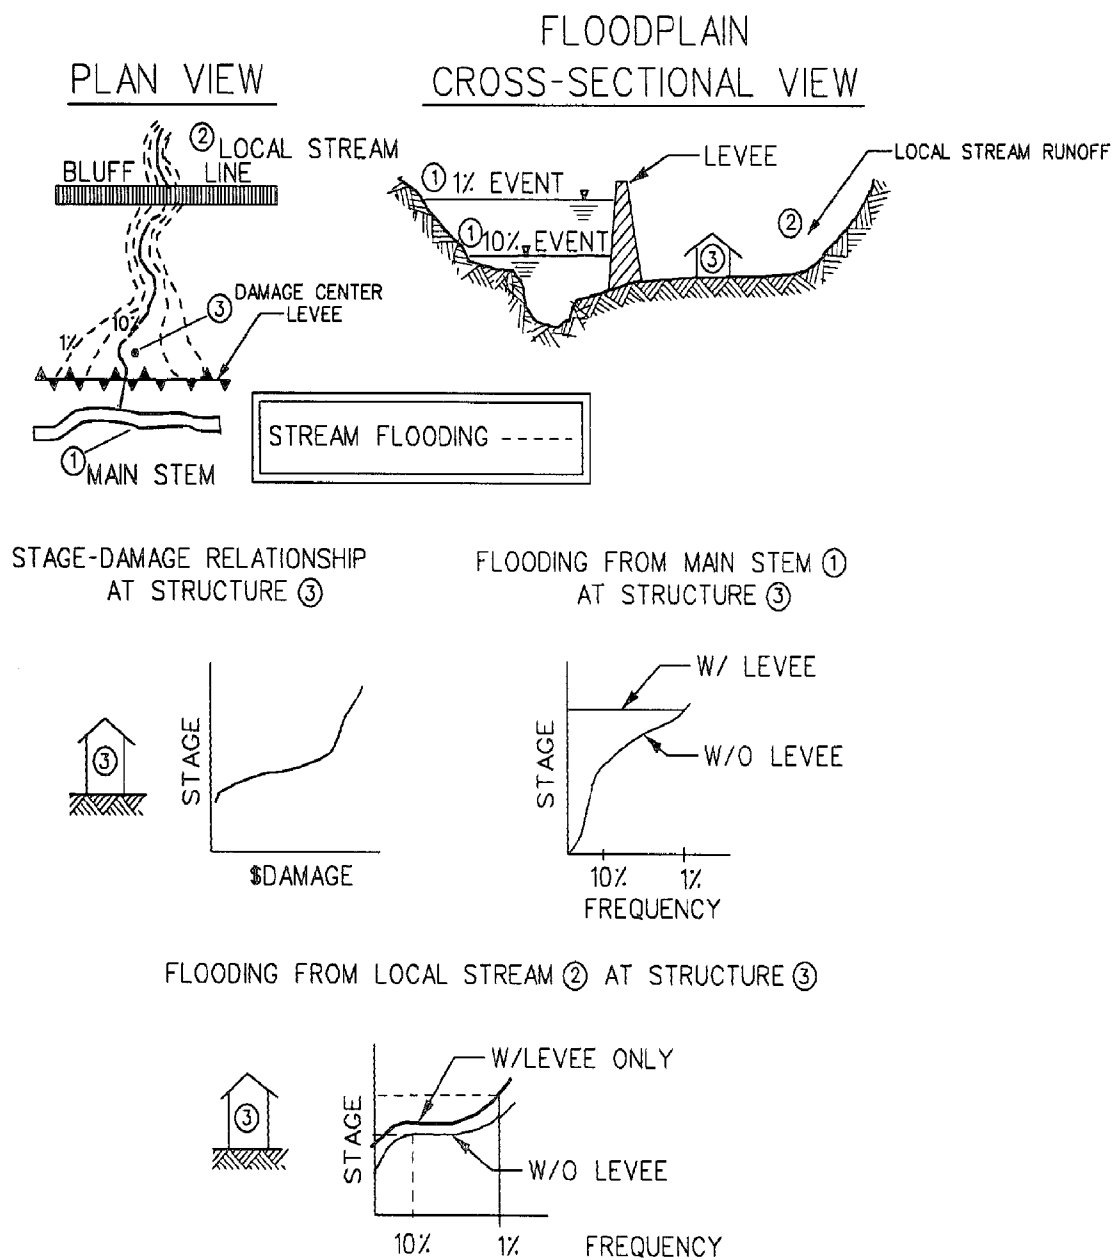 PLAN VIEW
FLOODPLAIN
CROSS-SECTIONAL VIEW
② LOCAL STREAM
BLUFF LINE
1%
10%
③ DAMAGE CENTER
LEVEE
① MAIN STEM
STREAM FLOODING -----
① 1% EVENT
① 10% EVENT
LEVEE
LOCAL STREAM RUNOFF
②
③
STAGE-DAMAGE RELATIONSHIP
AT STRUCTURE ③
③
STAGE
$DAMAGE
FLOODING FROM MAIN STEM ①
AT STRUCTURE ③
W/ LEVEE
W/O LEVEE
STAGE
10% 1%
FREQUENCY
FLOODING FROM LOCAL STREAM ② AT STRUCTURE ③
③
STAGE
W/LEVEE ONLY
W/O LEVEE
10% 1% FREQUENCY